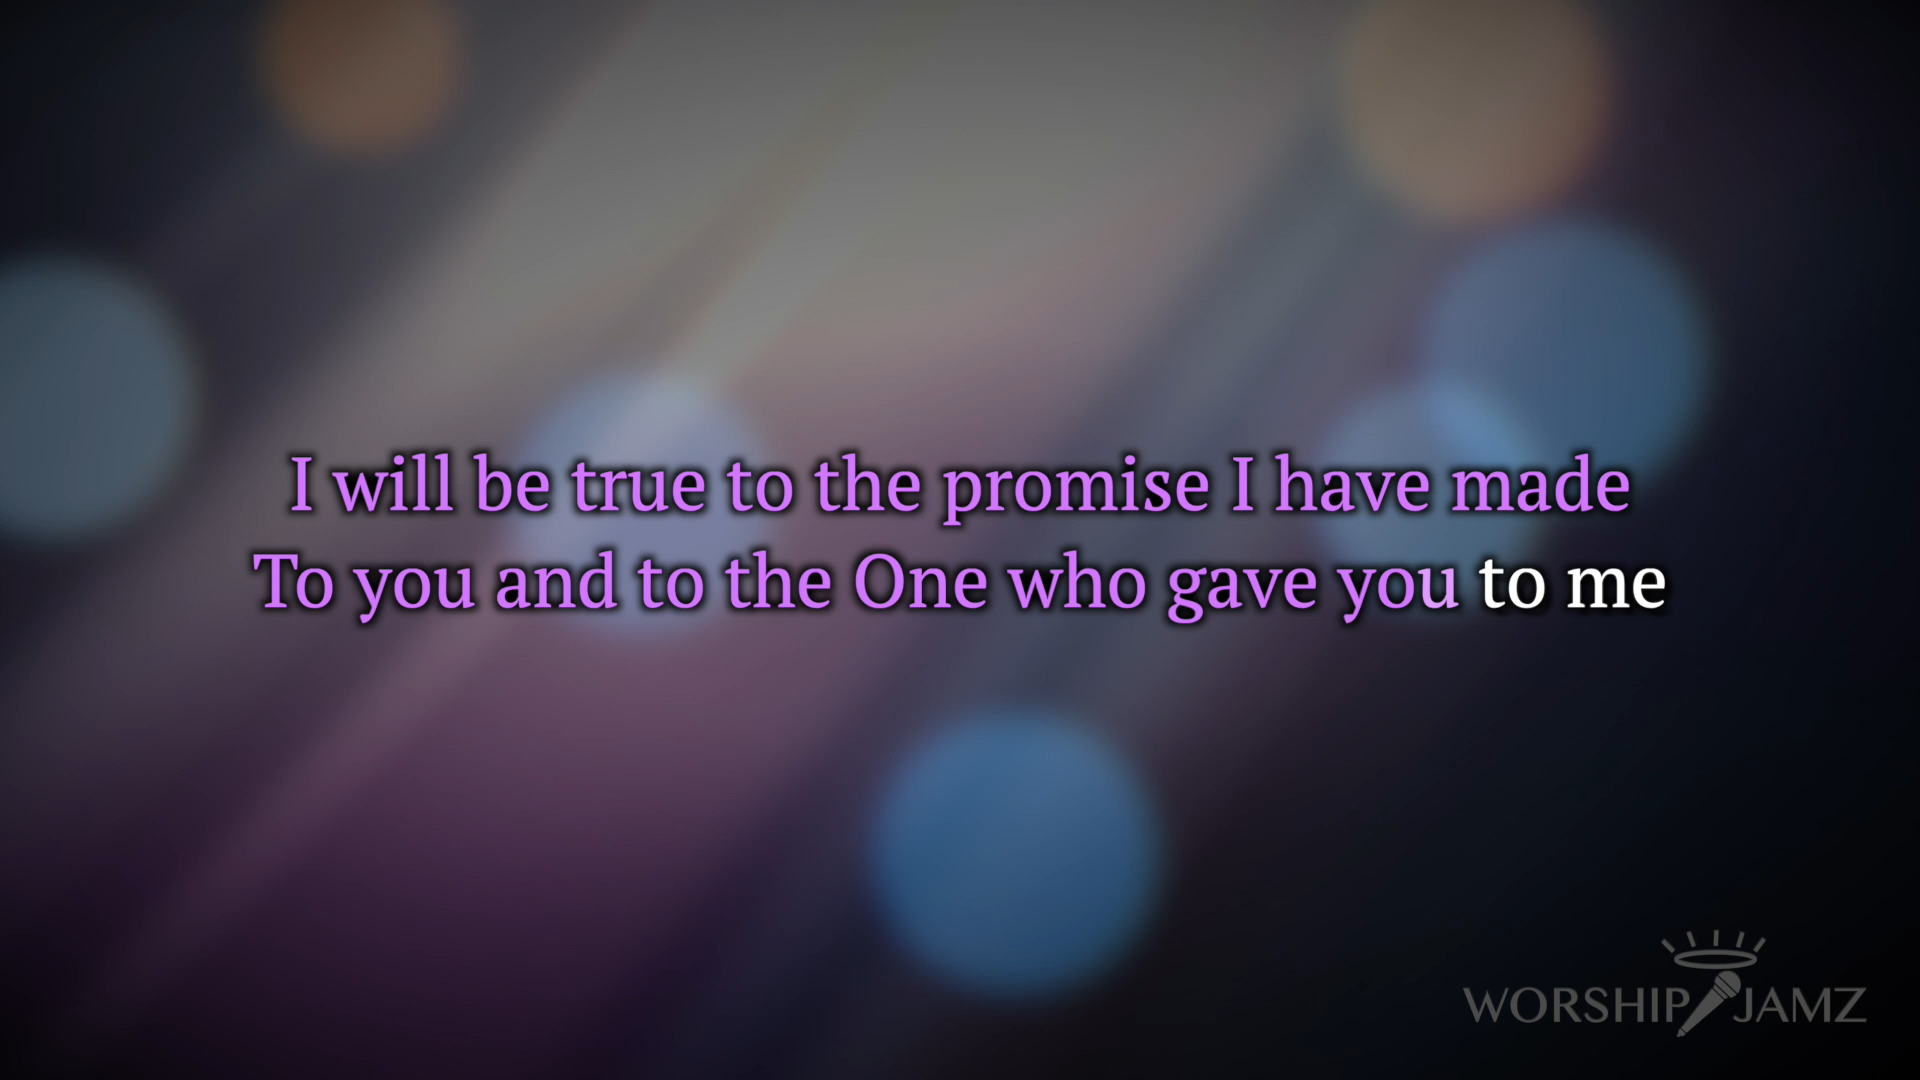 I will be true to the promise I have made
To you and to the One who gave you to me
WORSHIP JAMZ